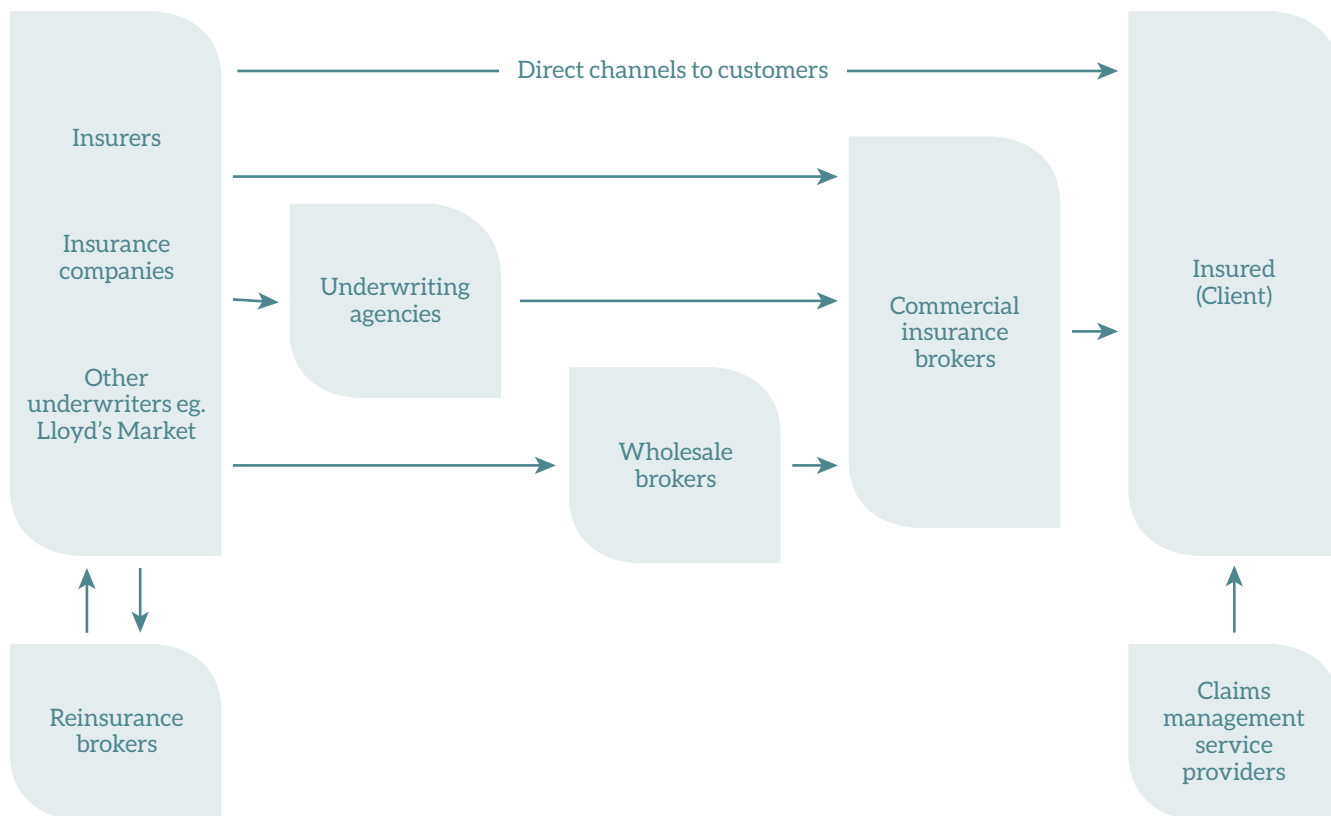 Direct channels to customers
Insurers
Insurance
companies
Other
underwriters eg.
Lloyd’s Market
Underwriting
agencies
Wholesale
brokers
Commercial
insurance
brokers
Insured
(Client)
Reinsurance
brokers
Claims
management
service
providers